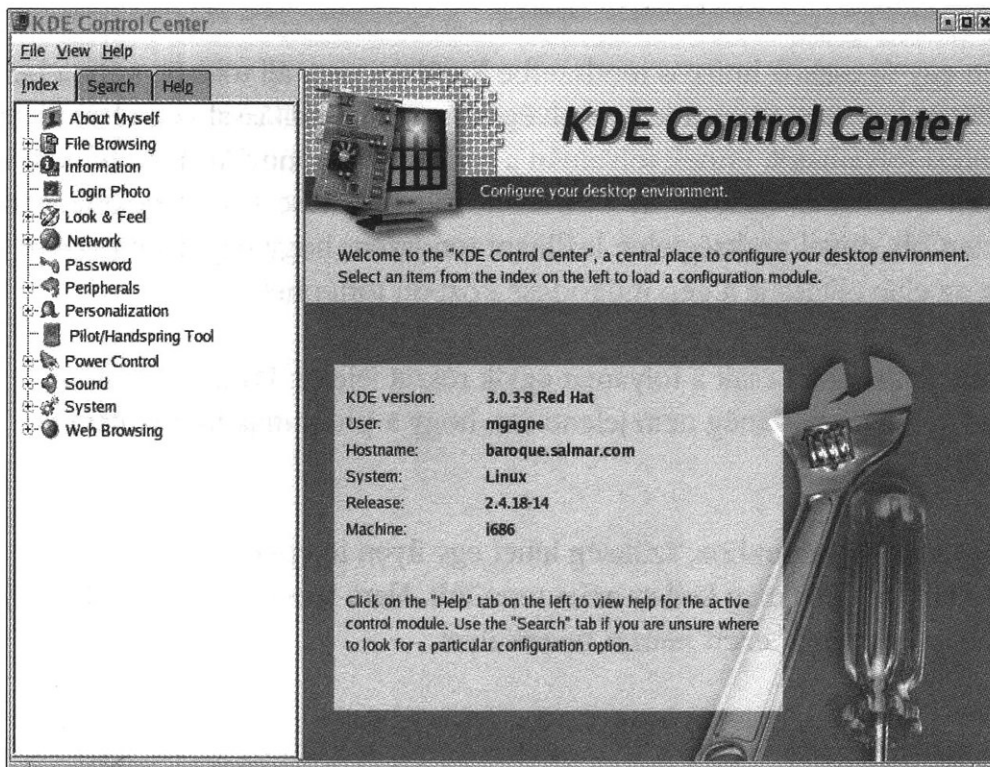 KDE Control Center
File View Help
Index Search Help
About Myself
File Browsing
Information
Login Photo
Look & Feel
Network
Password
Peripherals
Personalization
Pilot/Handspring Tool
Power Control
Sound
System
Web Browsing
KDE Control Center
Configure your desktop environment.
Welcome to the "KDE Control Center", a central place to configure your desktop environment.
Select an item from the index on the left to load a configuration module.
KDE version: 3.0.3-8 Red Hat
User: mgagne
Hostname: baroque.salmar.com
System: Linux
Release: 2.4.18-14
Machine: i686
Click on the "Help" tab on the left to view help for the active
control module. Use the "Search" tab if you are unsure where
to look for a particular configuration option.